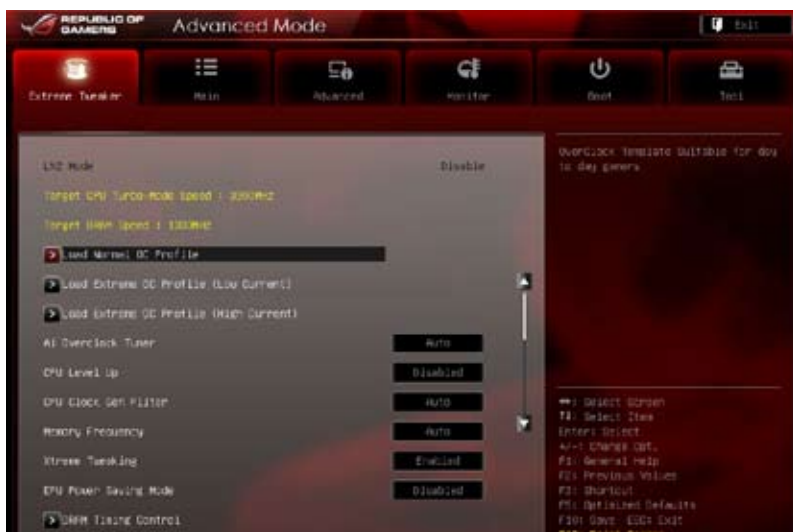 REPUBLIC OF
GAMERS
Advanced Mode
Exit
Extreme Tweaker
Main
Advanced
Monitor
Boot
Tool
LN2 Mode
Disable
Target CPU Turbo-Mode Speed :
Target DRAM Speed :
Load Normal OC Profile
Load Extreme OC Profile (Low Current)
Load Extreme OC Profile (High Current)
Ai Overclock Tuner
Auto
CPU Level Up
Disabled
CPU Clock Gen Filter
Auto
Memory Frequency
Auto
Xtreme Tweaking
Enabled
EPU Power Saving Mode
Disabled
DRAM Timing Control
OverClock Template Suitable for day
to day gamers
: Select Screen
: Select Item
Enter: Select
+/-: Change Opt.
F1: General Help
F2: Previous Values
F3: Shortcut
F5: Optimized Defaults
F10: Save ESC: Exit